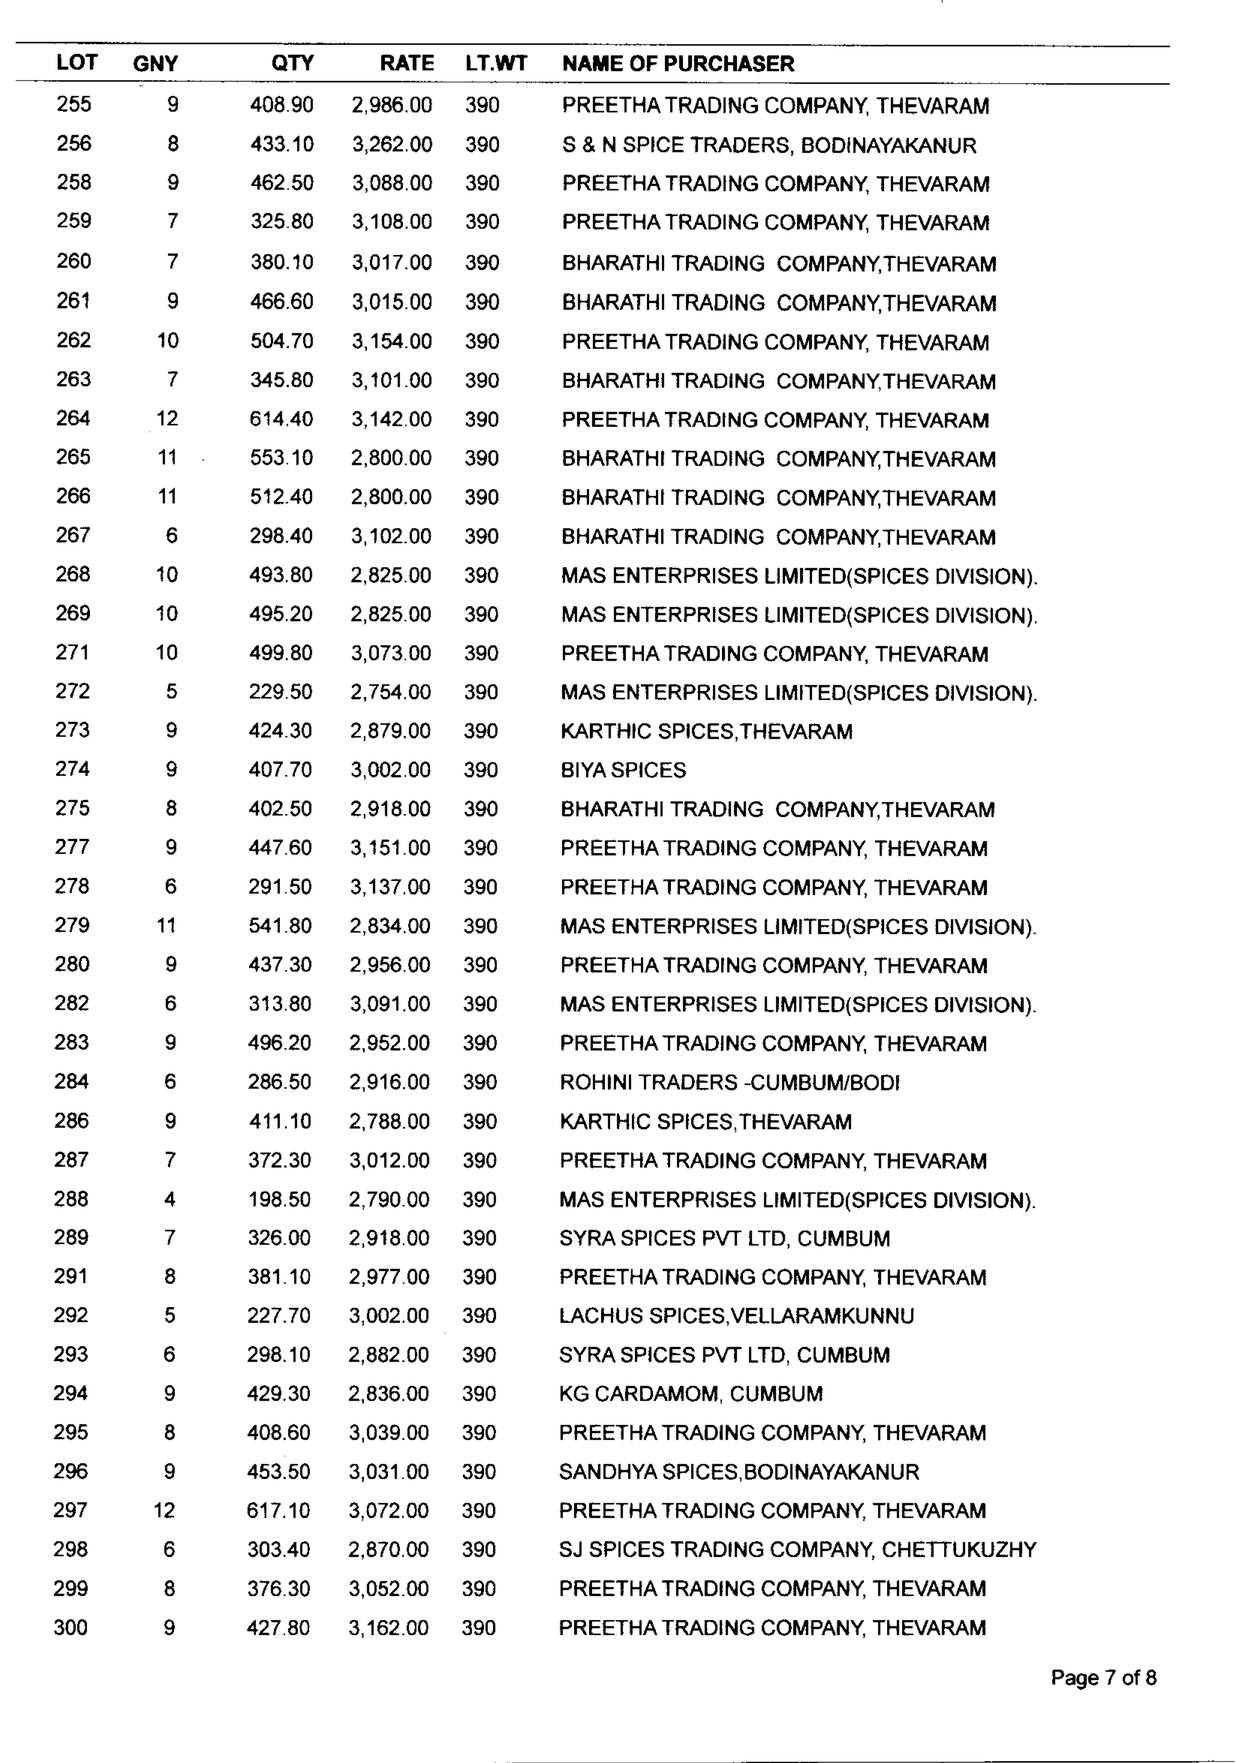 LOT GNY QTY RATE LT.WT NAME OF PURCHASER
255 9 408.90 2,986.00 390 PREETHA TRADING COMPANY, THEVARAM
256 8 433.10 3,262.00 390 S & N SPICE TRADERS, BODINAYAKANUR
258 9 462.50 3,088.00 390 PREETHA TRADING COMPANY, THEVARAM
259 7 325.80 3,108.00 390 PREETHA TRADING COMPANY, THEVARAM
260 7 380.10 3,017.00 390 BHARATHI TRADING COMPANY,THEVARAM
261 9 466.60 3,015.00 390 BHARATHI TRADING COMPANY,THEVARAM
262 10 504.70 3,154.00 390 PREETHA TRADING COMPANY, THEVARAM
263 7 345.80 3,101.00 390 BHARATHI TRADING COMPANY,THEVARAM
264 12 614.40 3,142.00 390 PREETHA TRADING COMPANY, THEVARAM
265 11 553.10 2,800.00 390 BHARATHI TRADING COMPANY,THEVARAM
266 11 512.40 2,800.00 390 BHARATHI TRADING COMPANY,THEVARAM
267 6 298.40 3,102.00 390 BHARATHI TRADING COMPANY,THEVARAM
268 10 493.80 2,825.00 390 MAS ENTERPRISES LIMITED(SPICES DIVISION).
269 10 495.20 2,825.00 390 MAS ENTERPRISES LIMITED(SPICES DIVISION).
271 10 499.80 3,073.00 390 PREETHA TRADING COMPANY, THEVARAM
272 5 229.50 2,754.00 390 MAS ENTERPRISES LIMITED(SPICES DIVISION).
273 9 424.30 2,879.00 390 KARTHIC SPICES,THEVARAM
274 9 407.70 3,002.00 390 BIYA SPICES
275 8 402.50 2,918.00 390 BHARATHI TRADING COMPANY,THEVARAM
277 9 447.60 3,151.00 390 PREETHA TRADING COMPANY, THEVARAM
278 6 291.50 3,137.00 390 PREETHA TRADING COMPANY, THEVARAM
279 11 541.80 2,834.00 390 MAS ENTERPRISES LIMITED(SPICES DIVISION).
280 9 437.30 2,956.00 390 PREETHA TRADING COMPANY, THEVARAM
282 6 313.80 3,091.00 390 MAS ENTERPRISES LIMITED(SPICES DIVISION).
283 9 496.20 2,952.00 390 PREETHA TRADING COMPANY, THEVARAM
284 6 286.50 2,916.00 390 ROHINI TRADERS -CUMBUM/BODI
286 9 411.10 2,788.00 390 KARTHIC SPICES,THEVARAM
287 7 372.30 3,012.00 390 PREETHA TRADING COMPANY, THEVARAM
288 4 198.50 2,790.00 390 MAS ENTERPRISES LIMITED(SPICES DIVISION).
289 7 326.00 2,918.00 390 SYRA SPICES PVT LTD, CUMBUM
291 8 381.10 2,977.00 390 PREETHA TRADING COMPANY, THEVARAM
292 5 227.70 3,002.00 390 LACHUS SPICES,VELLARAMKUNNU
293 6 298.10 2,882.00 390 SYRA SPICES PVT LTD, CUMBUM
294 9 429.30 2,836.00 390 KG CARDAMOM, CUMBUM
295 8 408.60 3,039.00 390 PREETHA TRADING COMPANY, THEVARAM
296 9 453.50 3,031.00 390 SANDHYA SPICES,BODINAYAKANUR
297 12 617.10 3,072.00 390 PREETHA TRADING COMPANY, THEVARAM
298 6 303.40 2,870.00 390 SJ SPICES TRADING COMPANY, CHETTUKUZHY
299 8 376.30 3,052.00 390 PREETHA TRADING COMPANY, THEVARAM
300 9 427.80 3,162.00 390 PREETHA TRADING COMPANY, THEVARAM
Page 7 of 8